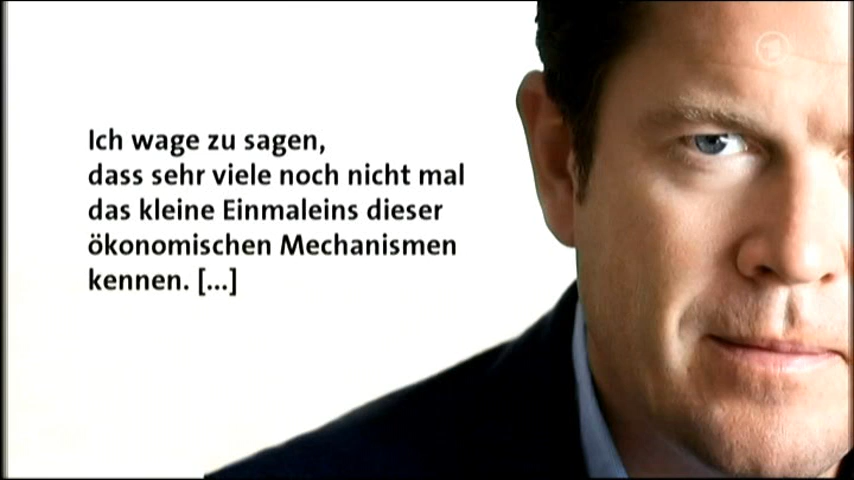 Ich wage zu sagen,
dass sehr viele noch nicht mal
das kleine Einmaleins dieser
ökonomischen Mechanismen
kennen. [...]